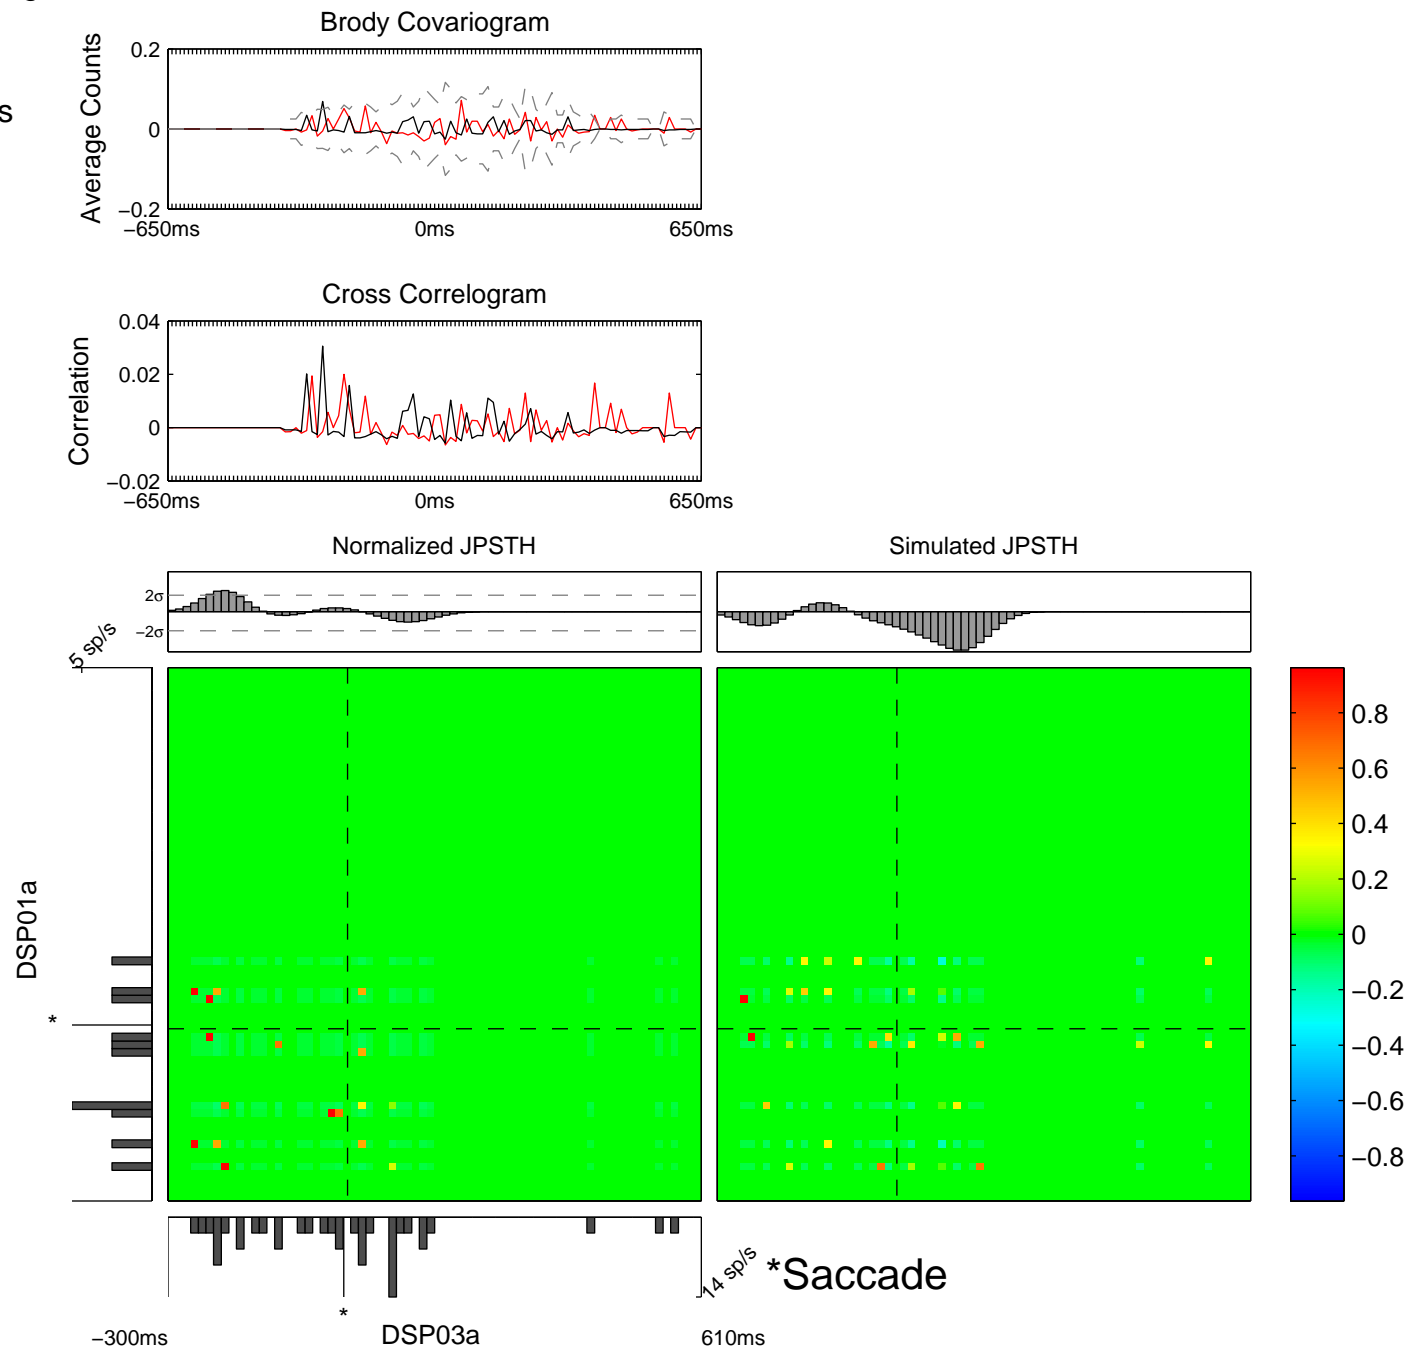 Brody Covariogram
Average Counts
s
0.2
0
−0.2
−650ms
0ms
650ms
Cross Correlogram
Correlation
0.04
0.02
0
−0.02
−650ms
0ms
650ms
Normalized JPSTH
Simulated JPSTH
2σ
−2σ
5 sp/s
DSP01a
*
0.8
0.6
0.4
0.2
0
−0.2
−0.4
−0.6
−0.8
14 sp/s
*Saccade
*
−300ms
DSP03a
610ms